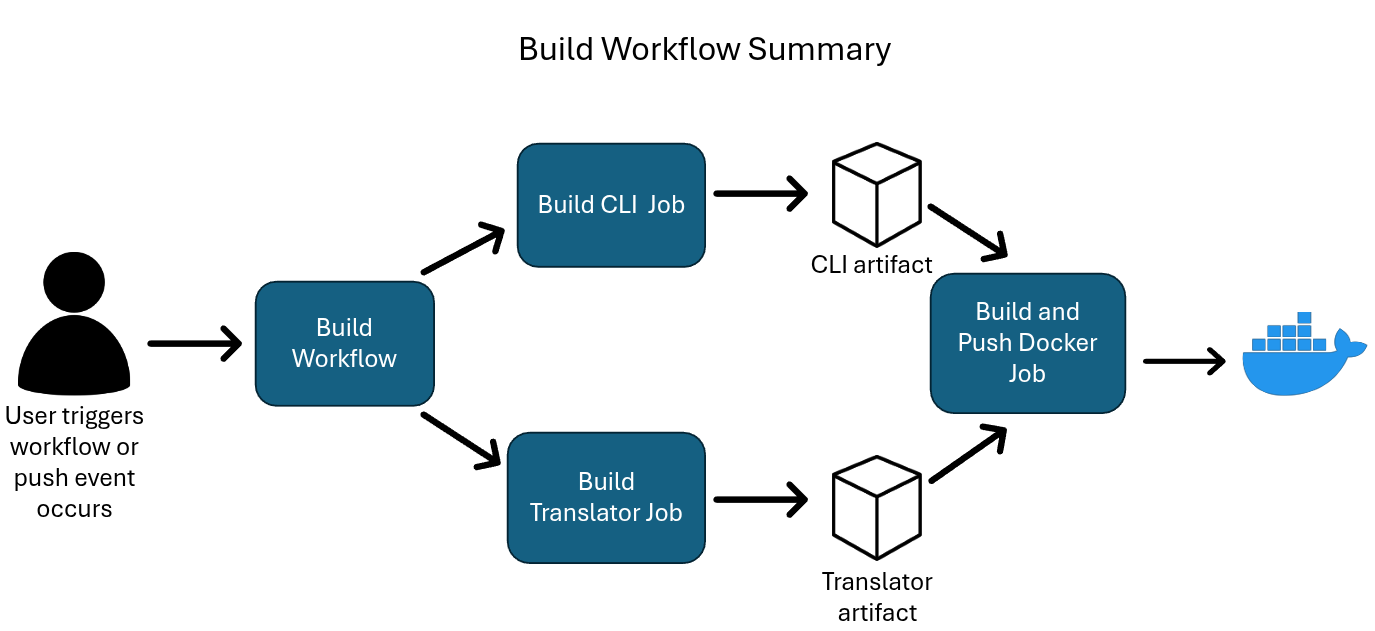 Build Workflow Summary
User triggers
workflow or
push event
occurs
Build
Workflow
Build CLI  Job
CLI artifact
Build
Translator Job
Translator
artifact
Build and
Push Docker
Job